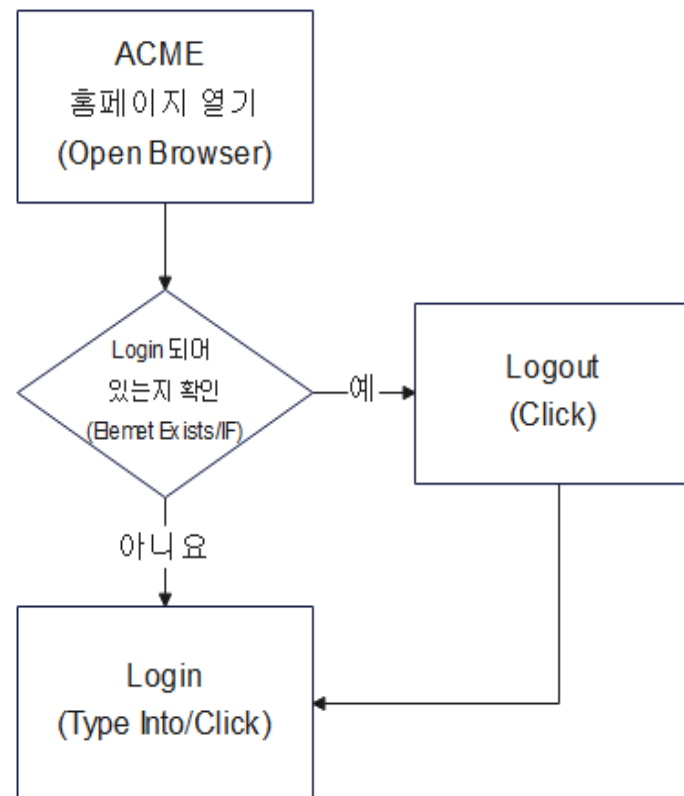 ACME
홈페이지 열기
(Open Browser)
Login 되어
있는지 확인
(Elemet Exists/IF)
예
Logout
(Click)
아니요
Login
(Type Into/Click)